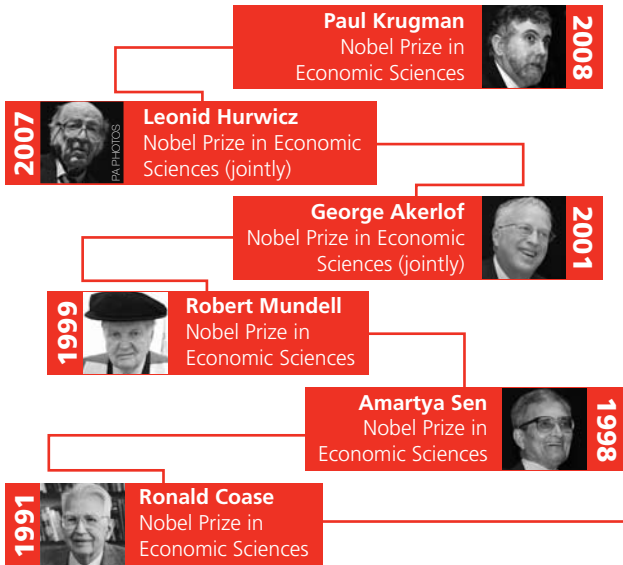 Paul Krugman
Nobel Prize in
Economic Sciences
2008
2007
PA PHOTOS
Leonid Hurwicz
Nobel Prize in Economic
Sciences (jointly)
George Akerlof
Nobel Prize in Economic
Sciences (jointly)
2001
1999
Robert Mundell
Nobel Prize in
Economic Sciences
Amartya Sen
Nobel Prize in
Economic Sciences
1998
1991
Ronald Coase
Nobel Prize in
Economic Sciences